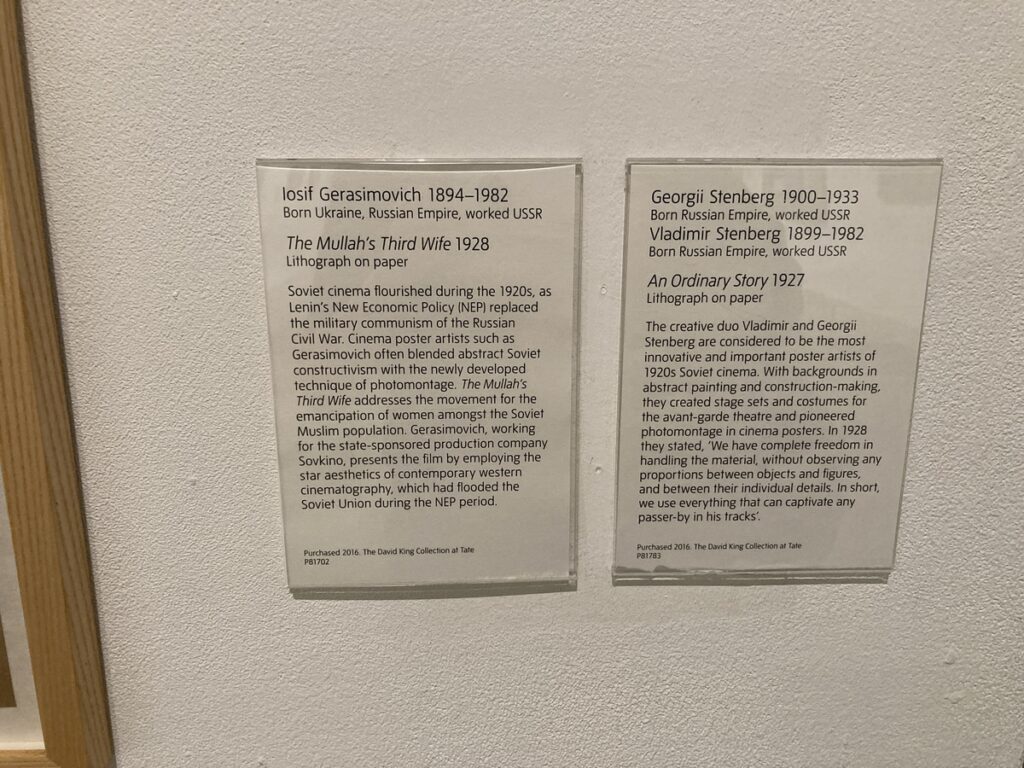 Iosif Gerasimovich 1894–1982
Born Ukraine, Russian Empire, worked USSR
The Mullah's Third Wife 1928
Lithograph on paper
Soviet cinema flourished during the 1920s, as
Lenin's New Economic Policy (NEP) replaced
the military communism of the Russian
Civil War. Cinema poster artists such as
Gerasimovich often blended abstract Soviet
constructivism with the newly developed
technique of photomontage. The Mullah's
Third Wife addresses the movement for the
emancipation of women amongst the Soviet
Muslim population. Gerasimovich, working
for the state-sponsored production company
Sovkino, presents the film by employing the
star aesthetics of contemporary western
cinematography, which had flooded the
Soviet Union during the NEP period.
Purchased 2016. The David King Collection at Tate
P81702
Georgii Stenberg 1900–1933
Born Russian Empire, worked USSR
Vladimir Stenberg 1899–1982
Born Russian Empire, worked USSR
An Ordinary Story 1927
Lithograph on paper
The creative duo Vladimir and Georgii
Stenberg are considered to be the most
innovative and important poster artists of
1920s Soviet cinema. With backgrounds in
abstract painting and construction-making,
they created stage sets and costumes for
the avant-garde theatre and pioneered
photomontage in cinema posters. In 1928
they stated, 'We have complete freedom in
handling the material, without observing any
proportions between objects and figures,
and between their individual details. In short,
we use everything that can captivate any
passer-by in his tracks'.
Purchased 2016. The David King Collection at Tate
P81783